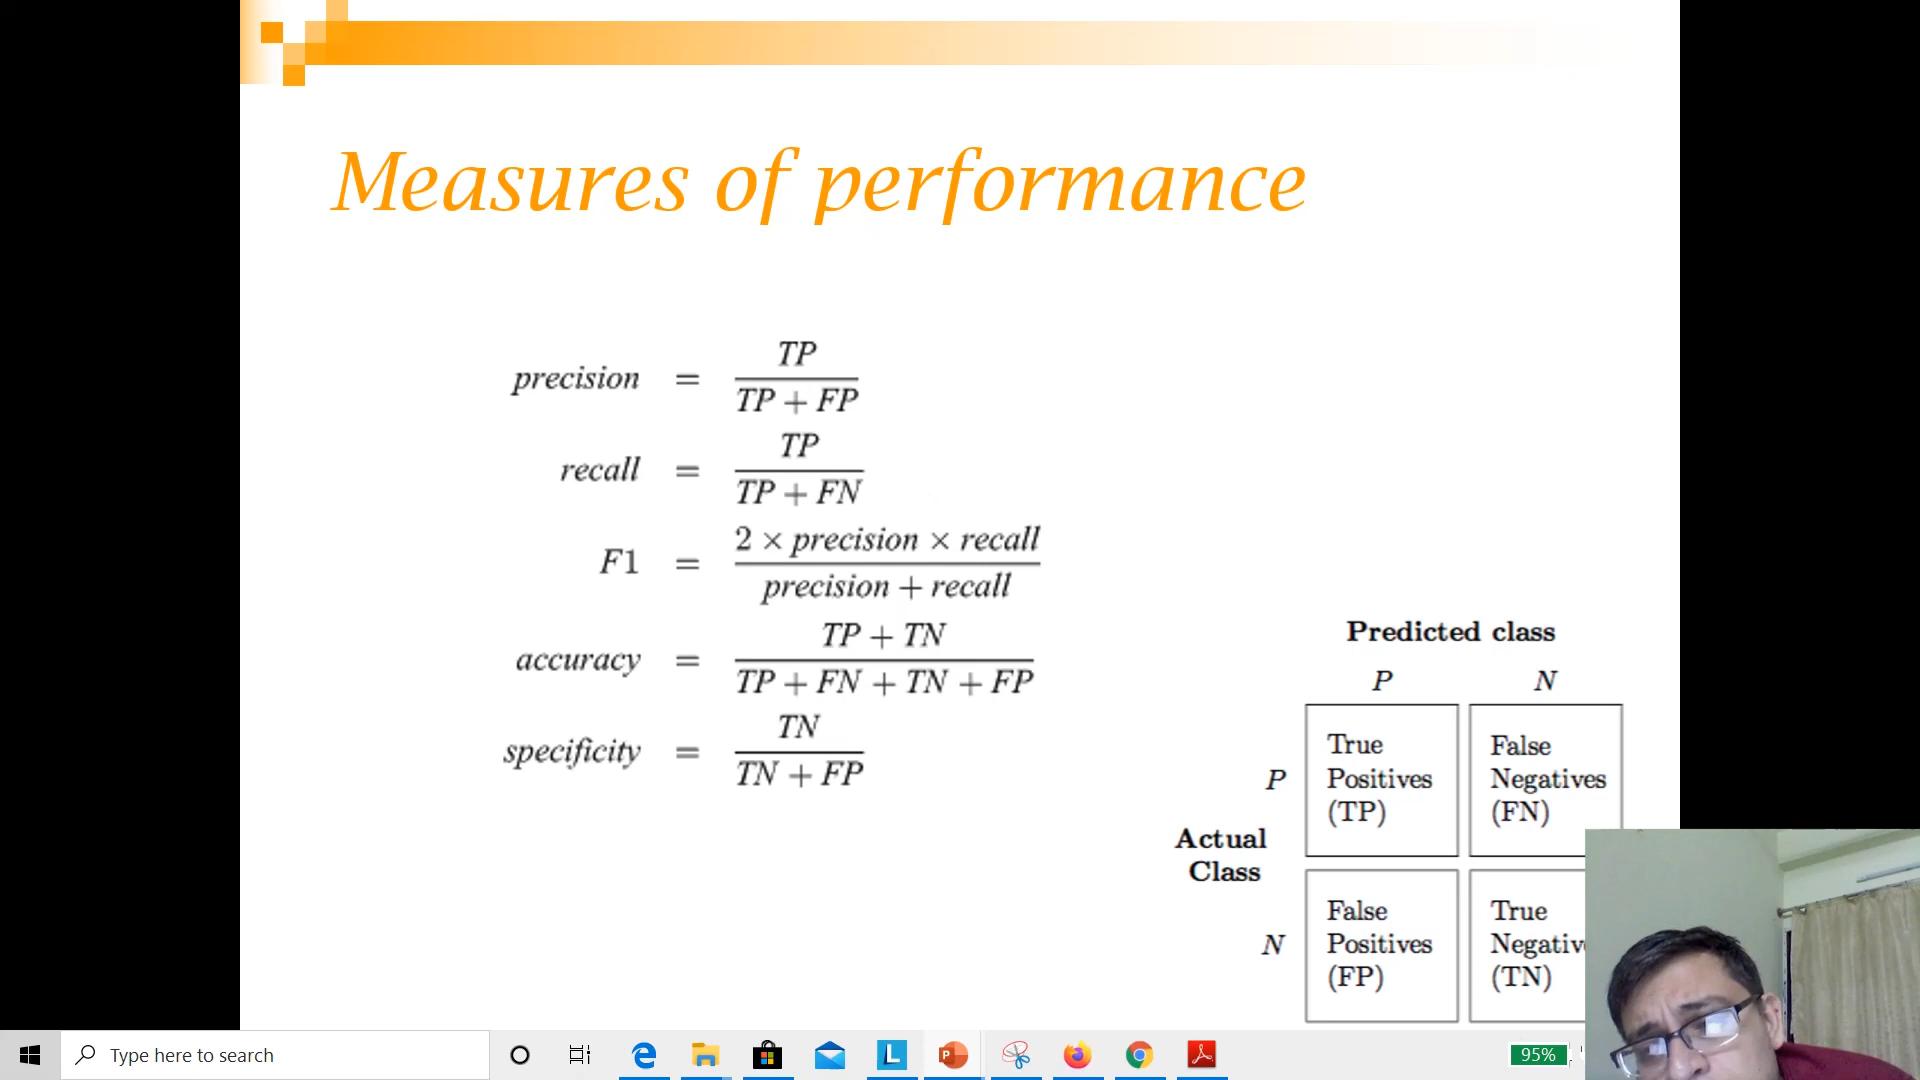 Measures of performance
precision = TP / TP + FP
recall = TP / TP + FN
F1 = 2 × precision × recall / precision + recall
accuracy = TP + TN / TP + FN + TN + FP
specificity = TN / TN + FP
Predicted class
P N
P
True Positives (TP)
False Negatives (FN)
Actual Class
N
False Positives (FP)
True (TN)
Type here to search
95%